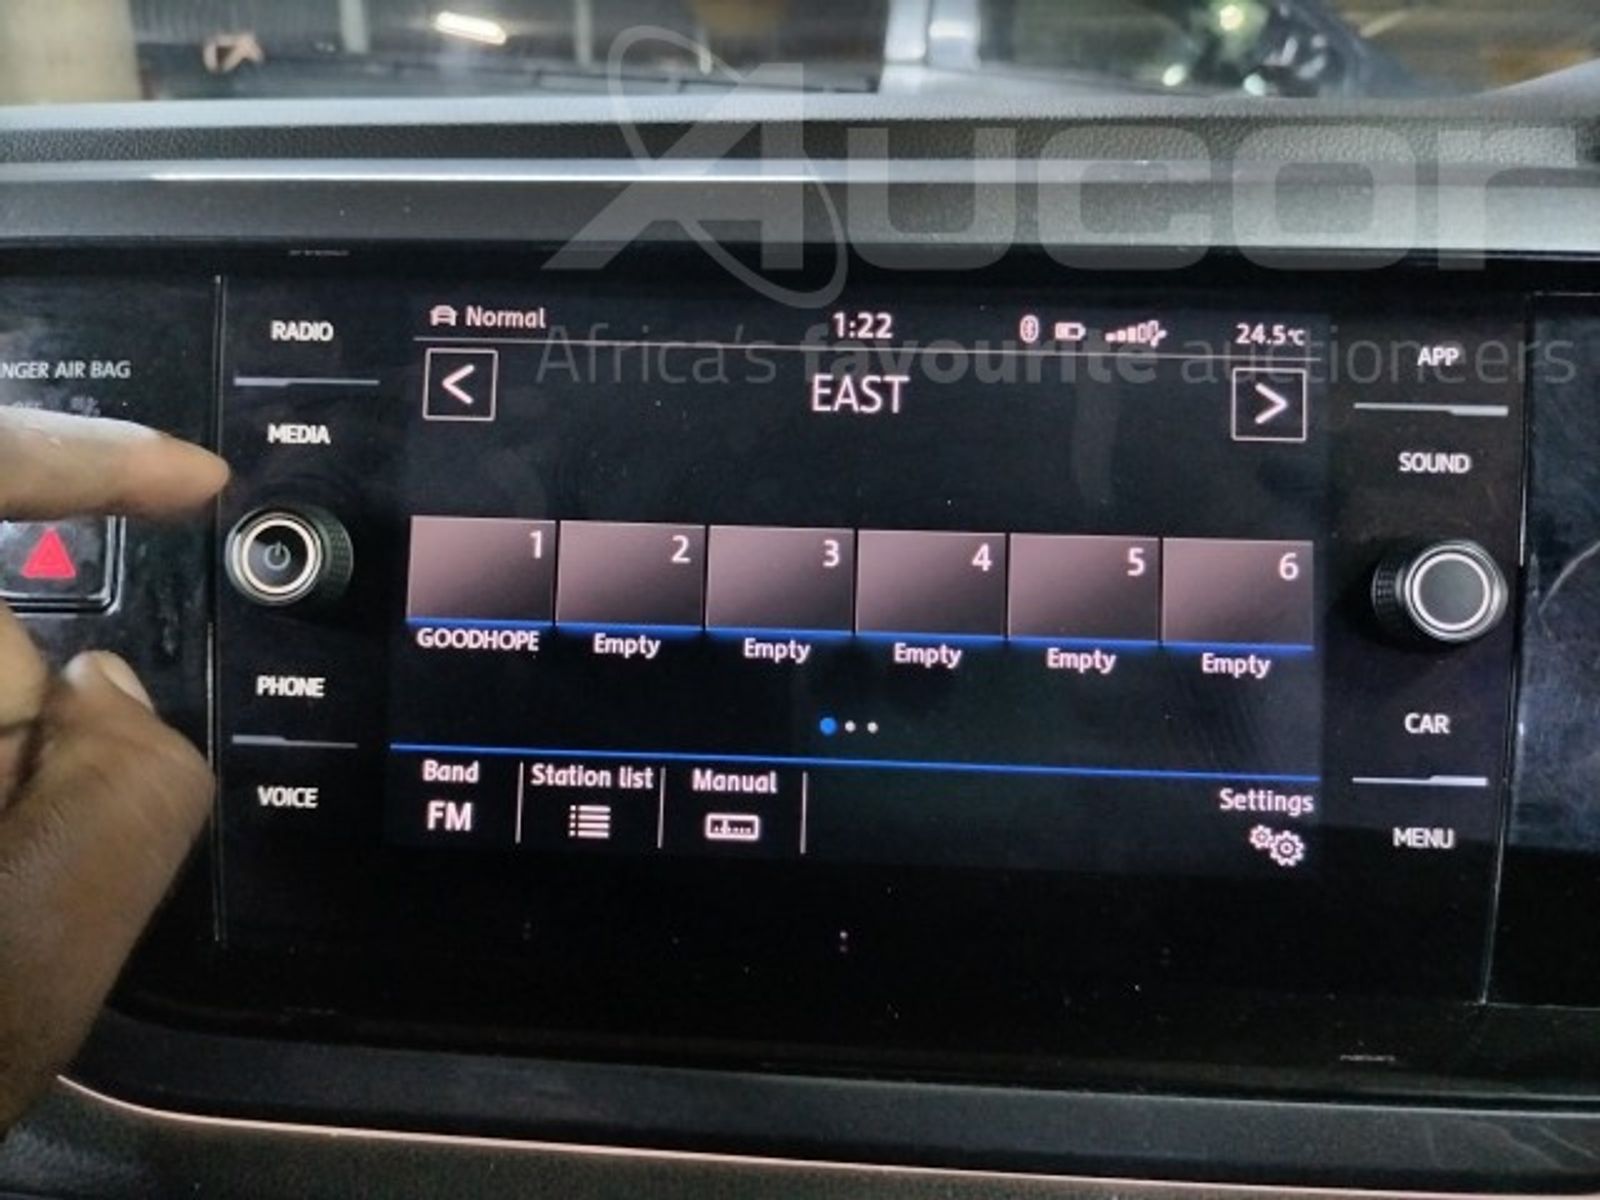 Aucor
Africa's favourite auctioneers
NGER AIR BAG
RADIO
MEDIA
PHONE
VOICE
Normal 1:22 24.5°C
< EAST >
1 2 3 4 5 6
GOODHOPE Empty Empty Empty Empty Empty
Band Station list Manual Settings
FM
APP
SOUND
CAR
MENU